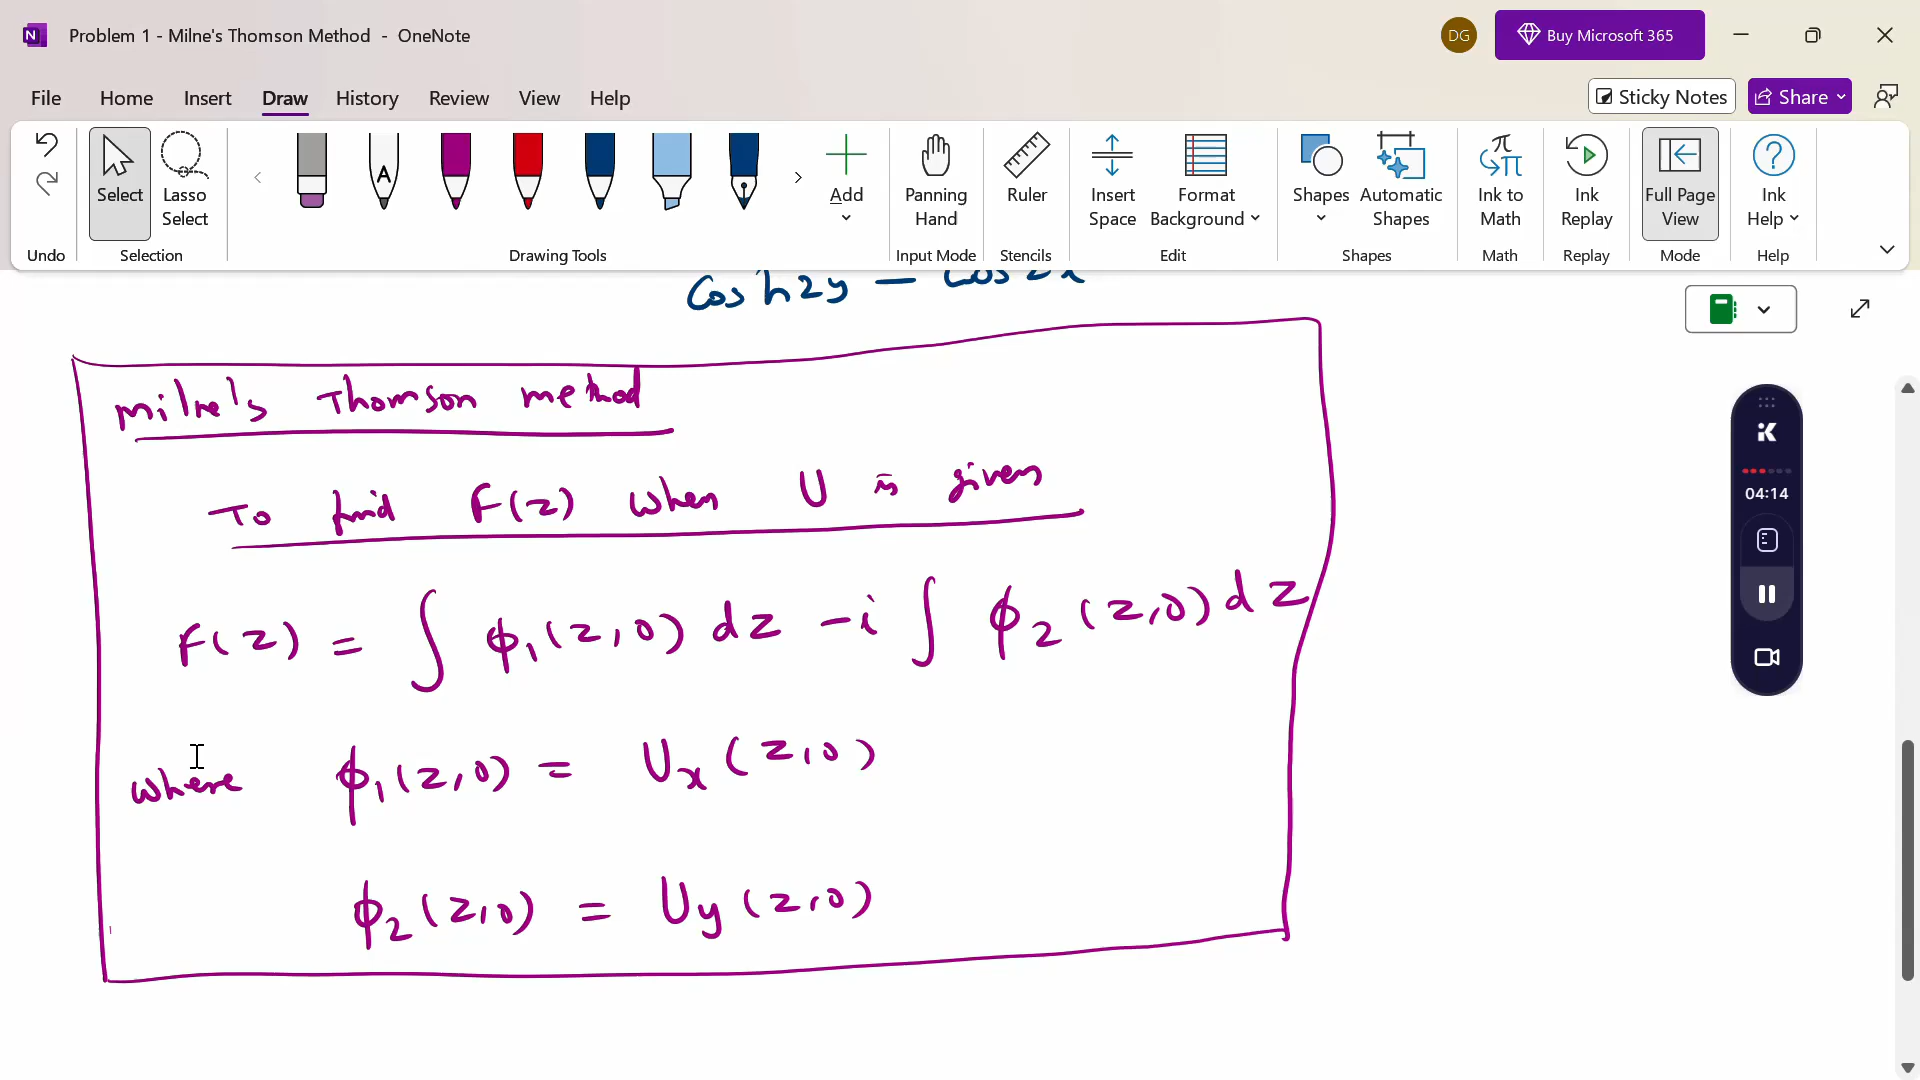 Problem 1 - Milne's Thomson Method - OneNote
DG
Buy Microsoft 365
File Home Insert Draw History Review View Help
Sticky Notes
Share
Undo
Select
Lasso Select
Selection
A
Drawing Tools
Add
Panning Hand
Input Mode
Ruler
Stencils
Insert Space
Format Background
Edit
Shapes
Automatic Shapes
Shapes
Ink to Math
Math
Ink Replay
Replay
Full Page View
Mode
Ink Help
Help
Cosh2y - Cos2x
Milne's Thomson method
To find F(z) when U is given
F(z) = ∫ ϕ₁(z,0) dz - i ∫ ϕ₂(z,0) dz
where ϕ₁(z,0) = Uₓ(z,0)
ϕ₂(z,0) = Uy(z,0)
04:14